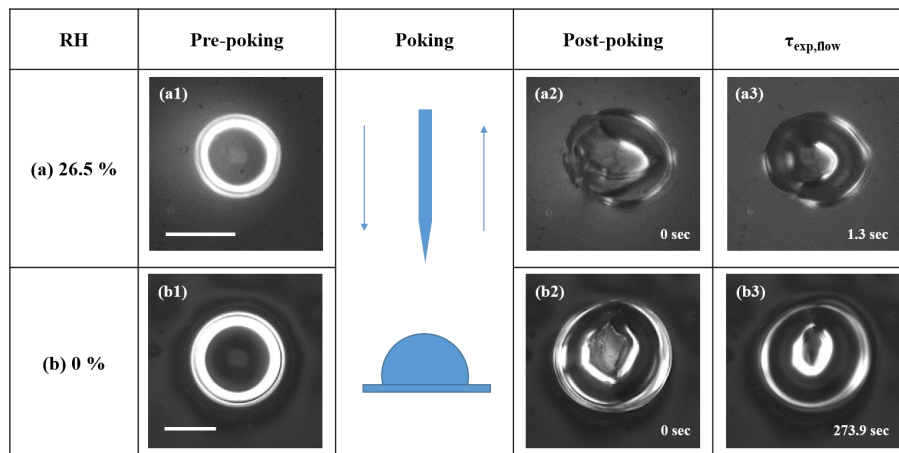 RH Pre-poking Poking Post-poking τexp,flow
(a) 26.5 %
(a1)
(a2)
0 sec
(a3)
1.3 sec
(b) 0 %
(b1)
(b2)
0 sec
(b3)
273.9 sec